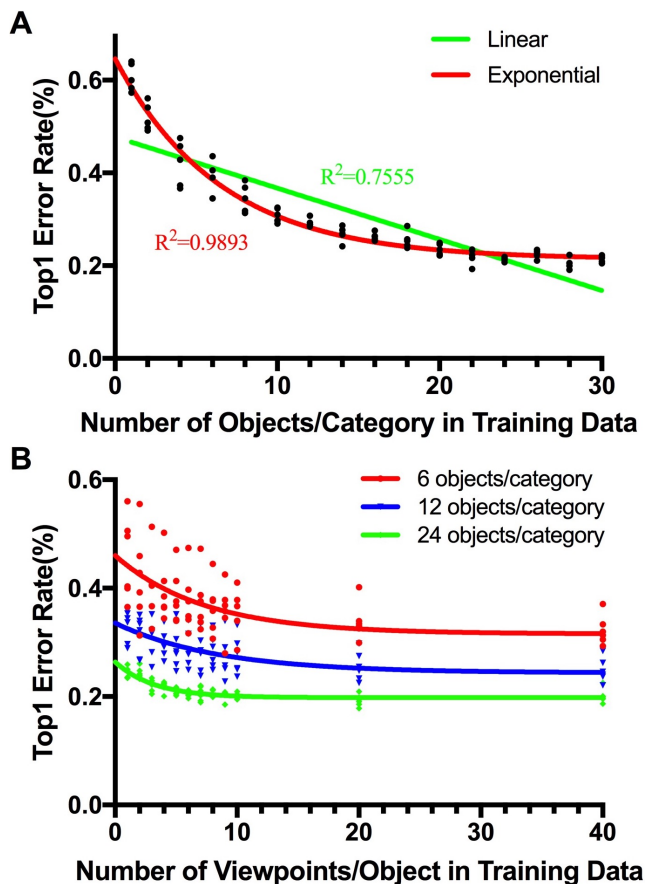 A
Linear
Exponential
R²=0.7555
R²=0.9893
Top1 Error Rate(%)
0.6
0.4
0.2
0.0
0 10 20 30
Number of Objects/Category in Training Data
B
6 objects/category
12 objects/category
24 objects/category
Top1 Error Rate(%)
0.6
0.4
0.2
0.0
0 10 20 30 40
Number of Viewpoints/Object in Training Data